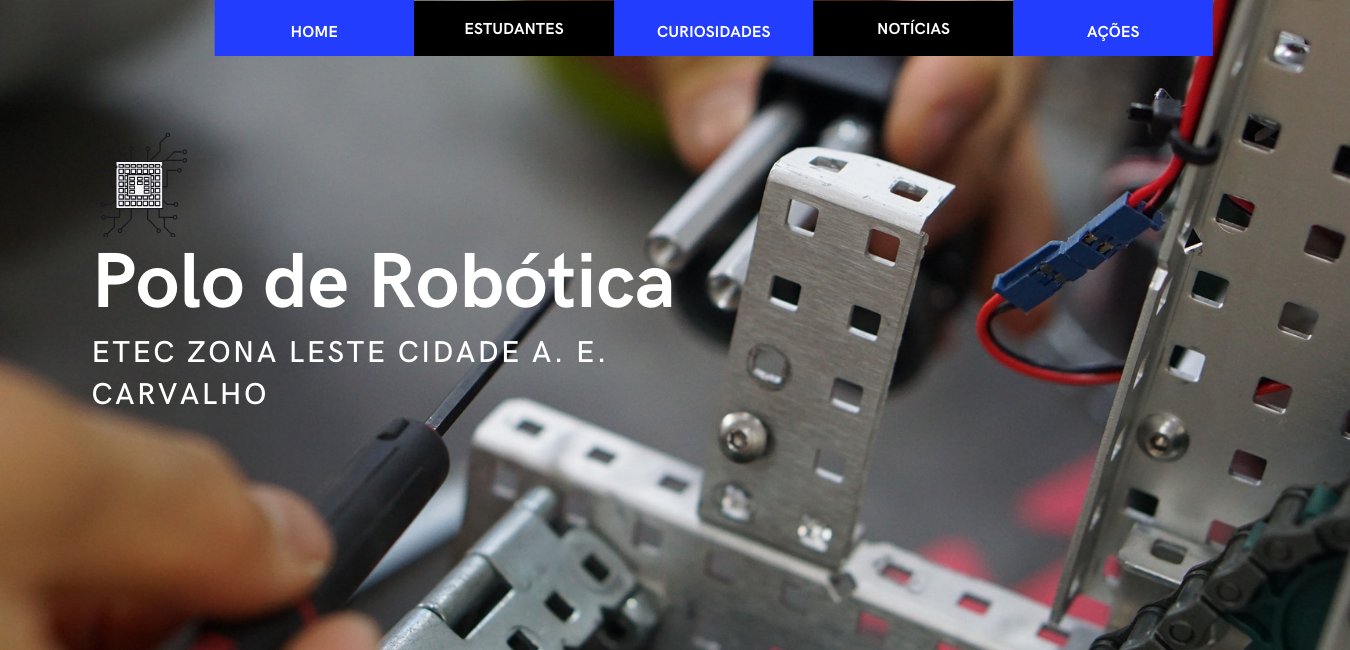 HOME
ESTUDANTES
CURIOSIDADES
NOTÍCIAS
AÇÕES
Polo de Robótica
ETEC ZONA LESTE CIDADE A. E.
CARVALHO